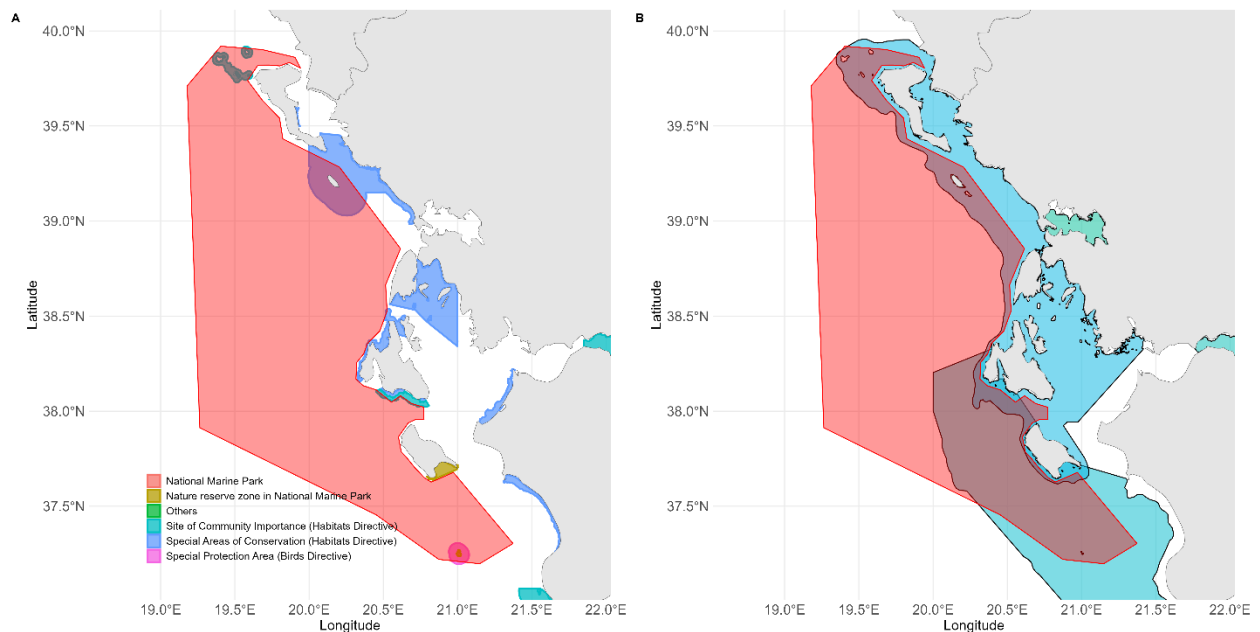 A
40.0°N
39.5°N
39.0°N
38.5°N
38.0°N
37.5°N
Latitude
National Marine Park
Nature reserve zone in National Marine Park
Others
Site of Community Importance (Habitats Directive)
Special Areas of Conservation (Habitats Directive)
Special Protection Area (Birds Directive)
19.0°E 19.5°E 20.0°E 20.5°E 21.0°E 21.5°E 22.0°E
Longitude
B
40.0°N
39.5°N
39.0°N
38.5°N
38.0°N
37.5°N
Latitude
19.0°E 19.5°E 20.0°E 20.5°E 21.0°E 21.5°E 22.0°E
Longitude